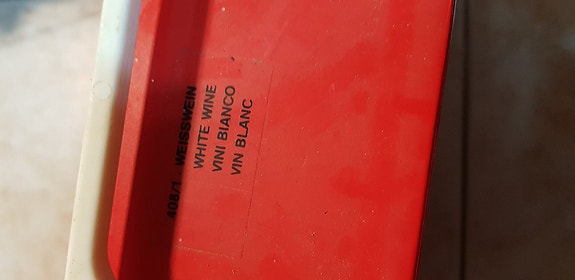 408/1 WEISSWEIN
WHITE WINE
VINI BIANCO
VIN BLANC